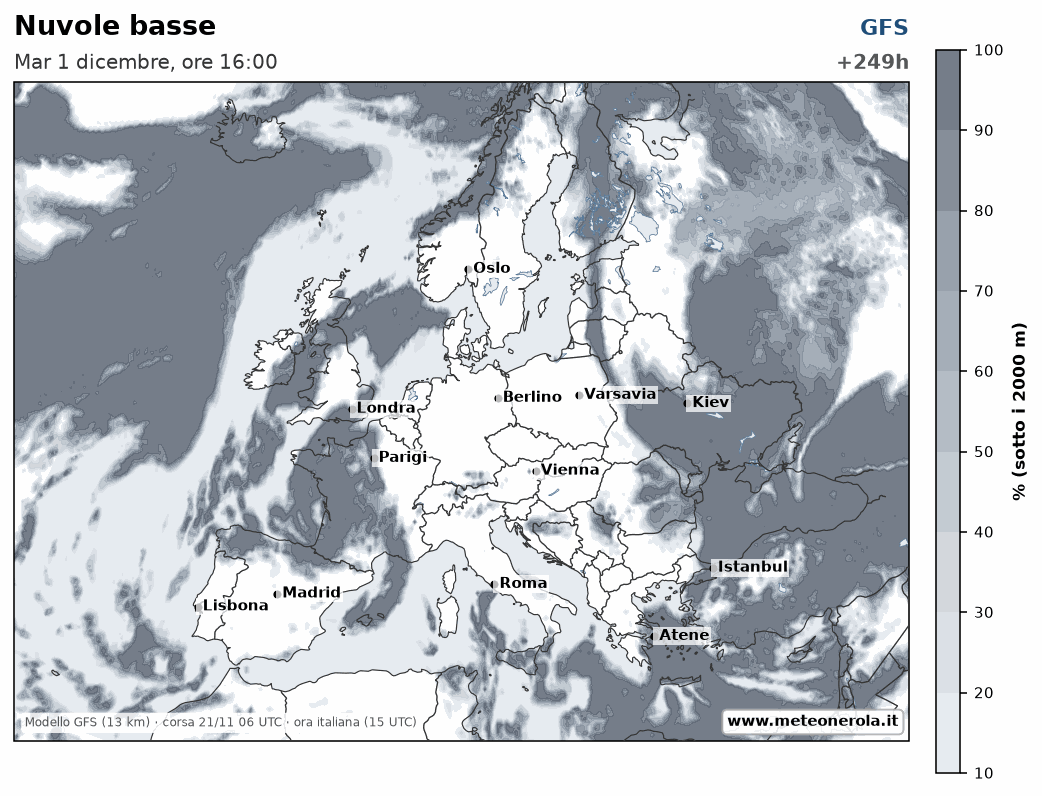 Nuvole basse
GFS
Mar 1 dicembre, ore 16:00
+249h
100
90
80
70
60
50
40
30
20
10
% (sotto i 2000 m)
Oslo
Londra
Berlino
Varsavia
Kiev
Parigi
Vienna
Istanbul
Roma
Madrid
Lisbona
Atene
Modello GFS (13 km) · corsa 21/11 06 UTC · ora italiana (15 UTC)
www.meteonerola.it